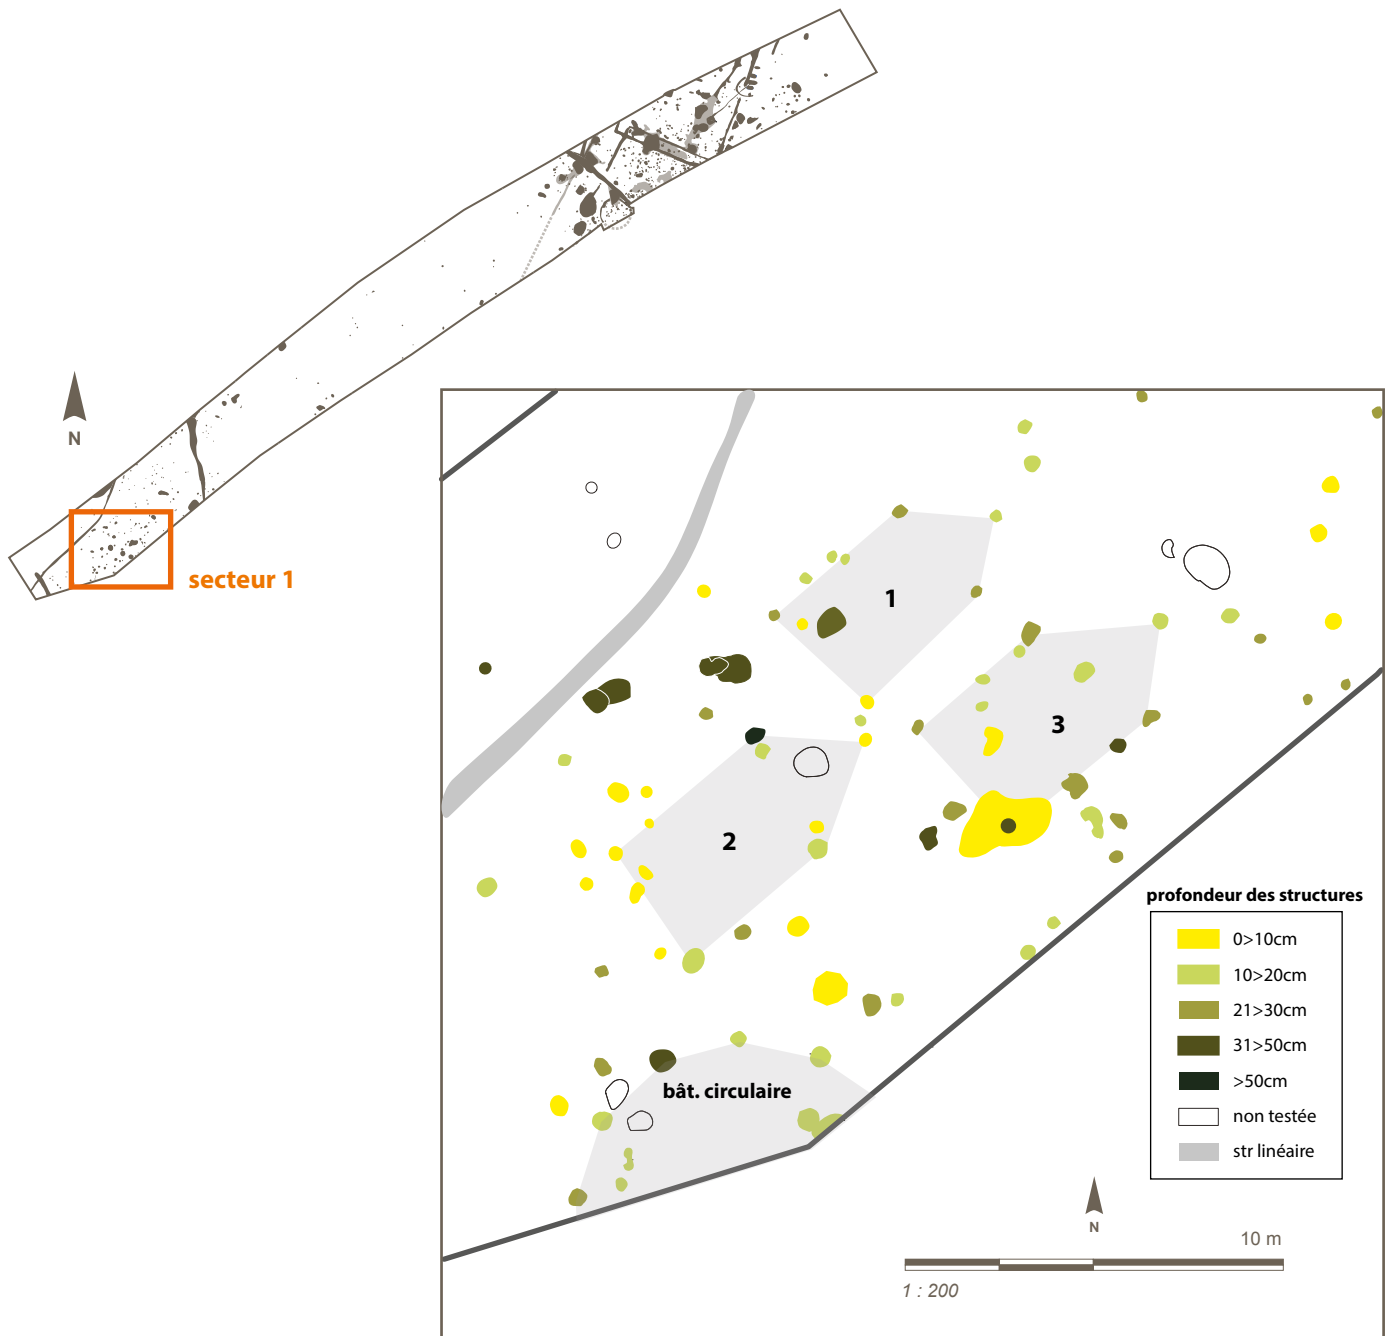 N
secteur 1
1
3
2
bât. circulaire
profondeur des structures
0>10cm
10>20cm
21>30cm
31>50cm
>50cm
non testée
str linéaire
N
10 m
1 : 200